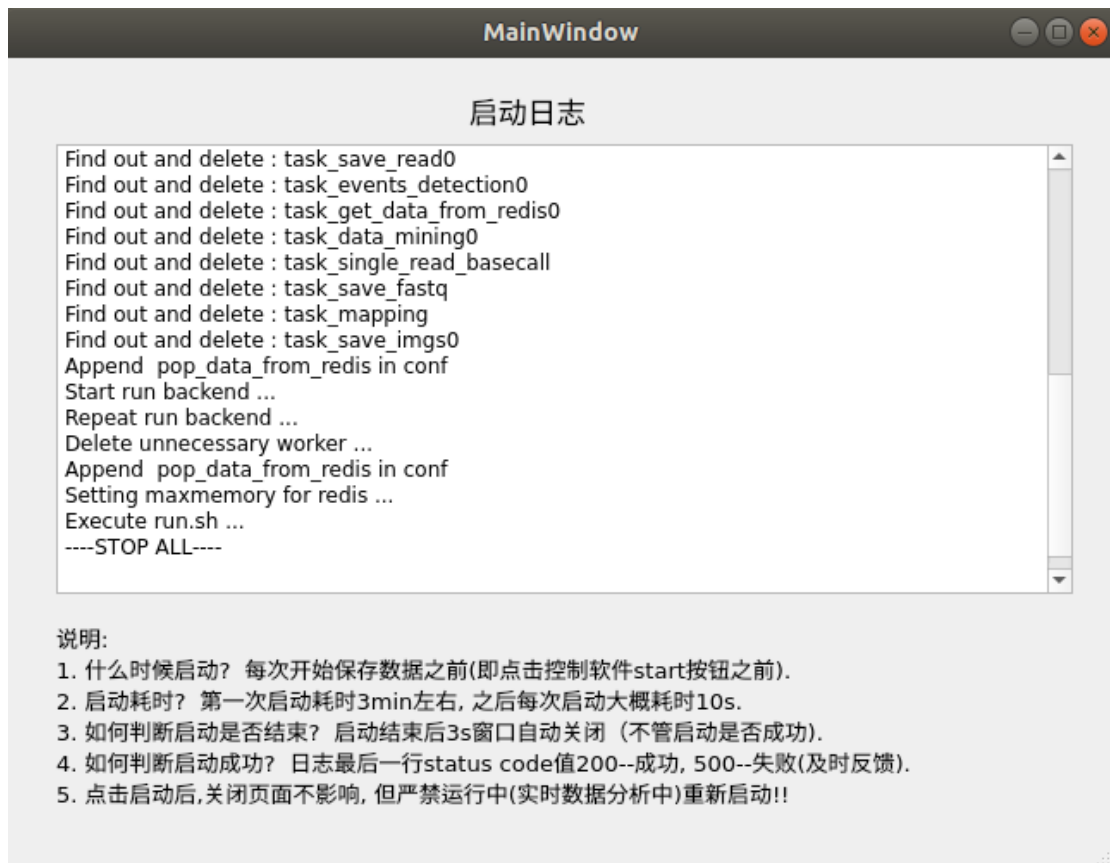 MainWindow
启动日志
Find out and delete : task_save_read0
Find out and delete : task_events_detection0
Find out and delete : task_get_data_from_redis0
Find out and delete : task_data_mining0
Find out and delete : task_single_read_basecall
Find out and delete : task_save_fastq
Find out and delete : task_mapping
Find out and delete : task_save_imgs0
Append  pop_data_from_redis in conf
Start run backend ...
Repeat run backend ...
Delete unnecessary worker ...
Append  pop_data_from_redis in conf
Setting maxmemory for redis ...
Execute run.sh ...
----STOP ALL----
说明:
1. 什么时候启动?  每次开始保存数据之前(即点击控制软件start按钮之前).
2. 启动耗时?  第一次启动耗时3min左右, 之后每次启动大概耗时10s.
3. 如何判断启动是否结束?  启动结束后3s窗口自动关闭（不管启动是否成功).
4. 如何判断启动成功?  日志最后一行status code值200--成功, 500--失败(及时反馈).
5. 点击启动后,关闭页面不影响, 但严禁运行中(实时数据分析中)重新启动!!